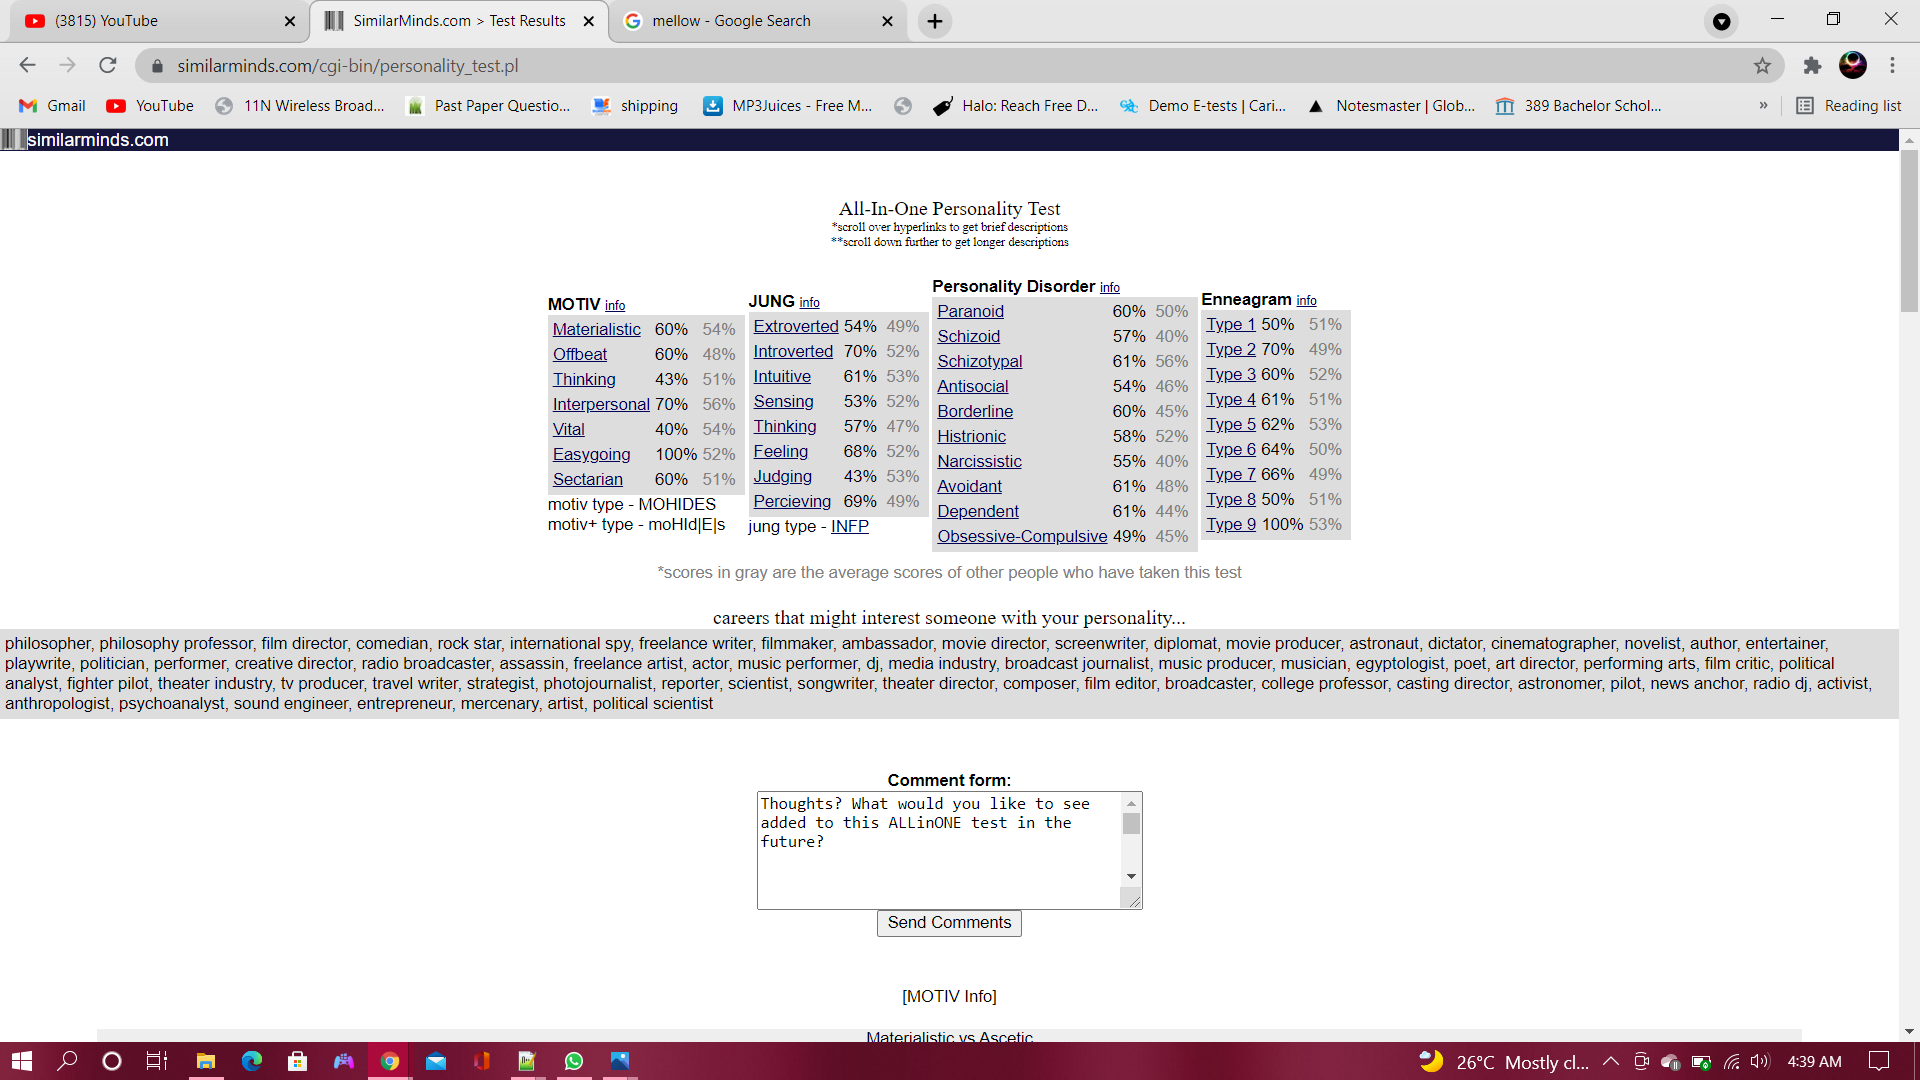 (3815) YouTube
SimilarMinds.com > Test Results
mellow - Google Search
similarminds.com/cgi-bin/personality_test.pl
Gmail YouTube 11N Wireless Broad... Past Paper Questio... shipping MP3Juices - Free M... Halo: Reach Free D... Demo E-tests | Cari... Notesmaster | Glob... 389 Bachelor Schol... » Reading list
similarminds.com
All-In-One Personality Test
*scroll over hyperlinks to get brief descriptions
**scroll down further to get longer descriptions
MOTIV info
Materialistic 60% 54%
Offbeat 60% 48%
Thinking 43% 51%
Interpersonal 70% 56%
Vital 40% 54%
Easygoing 100% 52%
Sectarian 60% 51%
motiv type - MOHIDES
motiv+ type - moHId|E|s
JUNG info
Extroverted 54% 49%
Introverted 70% 52%
Intuitive 61% 53%
Sensing 53% 52%
Thinking 57% 47%
Feeling 68% 52%
Judging 43% 53%
Percieving 69% 49%
jung type - INFP
Personality Disorder info
Paranoid 60% 50%
Schizoid 57% 40%
Schizotypal 61% 56%
Antisocial 54% 46%
Borderline 60% 45%
Histrionic 58% 52%
Narcissistic 55% 40%
Avoidant 61% 48%
Dependent 61% 44%
Obsessive-Compulsive 49% 45%
Enneagram info
Type 1 50% 51%
Type 2 70% 49%
Type 3 60% 52%
Type 4 61% 51%
Type 5 62% 53%
Type 6 64% 50%
Type 7 66% 49%
Type 8 50% 51%
Type 9 100% 53%
*scores in gray are the average scores of other people who have taken this test
careers that might interest someone with your personality...
philosopher, philosophy professor, film director, comedian, rock star, international spy, freelance writer, filmmaker, ambassador, movie director, screenwriter, diplomat, movie producer, astronaut, dictator, cinematographer, novelist, author, entertainer,
playwrite, politician, performer, creative director, radio broadcaster, assassin, freelance artist, actor, music performer, dj, media industry, broadcast journalist, music producer, musician, egyptologist, poet, art director, performing arts, film critic, political
analyst, fighter pilot, theater industry, tv producer, travel writer, strategist, photojournalist, reporter, scientist, songwriter, theater director, composer, film editor, broadcaster, college professor, casting director, astronomer, pilot, news anchor, radio dj, activist,
anthropologist, psychoanalyst, sound engineer, entrepreneur, mercenary, artist, political scientist
Comment form:
Thoughts? What would you like to see
added to this ALLinONE test in the
future?
Send Comments
[MOTIV Info]
Materialistic vs Ascetic
26°C Mostly cl... 4:39 AM